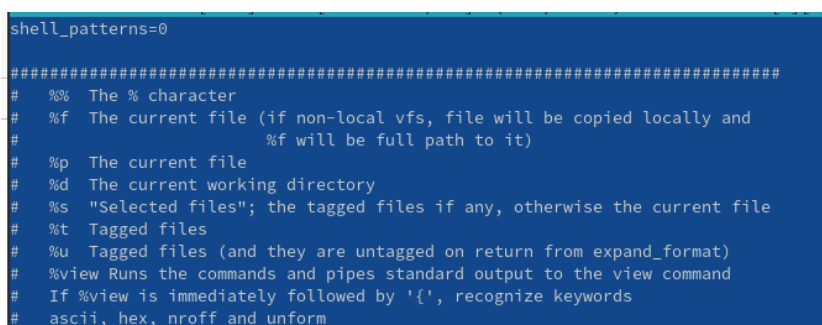 shell_patterns=0
##############################################################################
#   %%  The % character
#   %f  The current file (if non-local vfs, file will be copied locally and
#                         %f will be full path to it)
#   %p  The current file
#   %d  The current working directory
#   %s  "Selected files"; the tagged files if any, otherwise the current file
#   %t  Tagged files
#   %u  Tagged files (and they are untagged on return from expand_format)
#   %view Runs the commands and pipes standard output to the view command
#   If %view is immediately followed by '{', recognize keywords
#   ascii, hex, nroff and unform